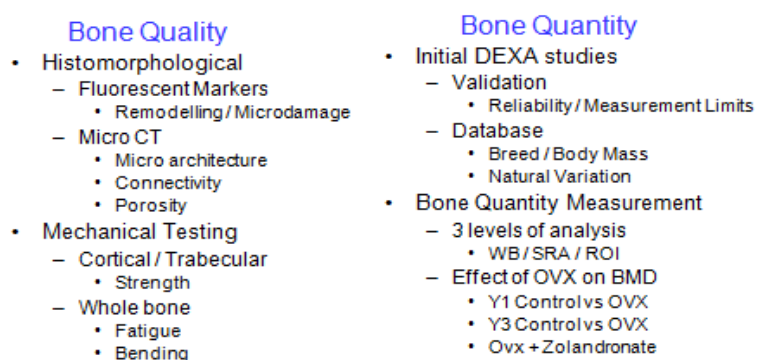 Bone Quality
• Histomorphological
– Fluorescent Markers
• Remodelling / Microdamage
– Micro CT
• Micro architecture
• Connectivity
• Porosity
• Mechanical Testing
– Cortical / Trabecular
• Strength
– Whole bone
• Fatigue
• Bending
Bone Quantity
• Initial DEXA studies
– Validation
• Reliability / Measurement Limits
– Database
• Breed / Body Mass
• Natural Variation
• Bone Quantity Measurement
– 3 levels of analysis
• WB / SRA / ROI
– Effect of OVX on BMD
• Y1 Control vs OVX
• Y3 Control vs OVX
• Ovx + Zolandronate